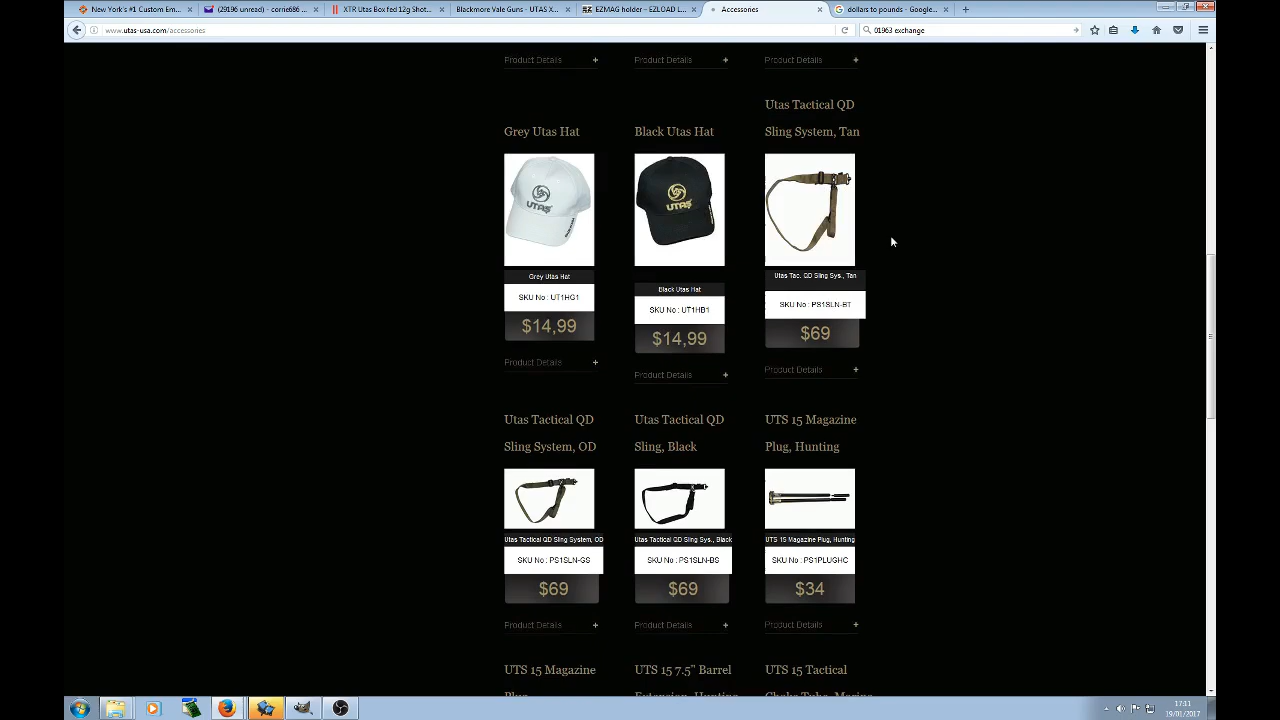 New York's #1 Custom Em...
(29196 unread) - corrie686 ...
XTR Utas Box fed 12g Shot...
Blackmore Vale Guns - UTAS X...
EZMAG holder – EZLOAD L...
Accessories
dollars to pounds - Google...
www.utas-usa.com/accessories
01963 exchange
Product Details +
Product Details +
Product Details +
Grey Utas Hat
Black Utas Hat
Utas Tactical QD
Sling System, Tan
UTAS
UTAS
Grey Utas Hat
SKU No : UT1HG1
$14,99
Product Details +
Black Utas Hat
SKU No : UT1HB1
$14,99
Product Details +
Utas Tac. QD Sling Sys., Tan
SKU No : PS1SLN-BT
$69
Product Details +
Utas Tactical QD
Sling System, OD
Utas Tactical QD
Sling, Black
UTS 15 Magazine
Plug, Hunting
Utas Tactical QD Sling System, OD
SKU No : PS1SLN-GS
$69
Product Details +
Utas Tactical QD Sling Sys., Black
SKU No : PS1SLN-BS
$69
Product Details +
UTS 15 Magazine Plug, Hunting
SKU No : PS1PLUGHC
$34
Product Details +
UTS 15 Magazine
Plug
UTS 15 7.5" Barrel
Extension, Hunting
UTS 15 Tactical
Choke Tube, Marine
17:11
19/01/2017